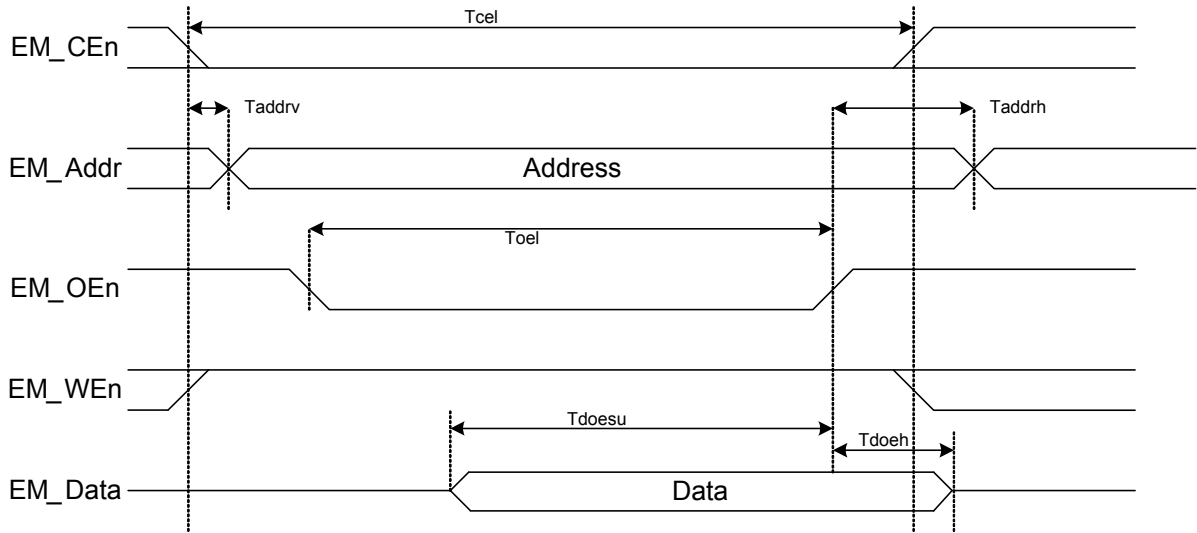 Tcel
EM_CEn
Taddrv
Taddrh
EM_Addr
Address
Toel
EM_OEn
EM_WEn
Tdoesu
Tdoeh
EM_Data
Data